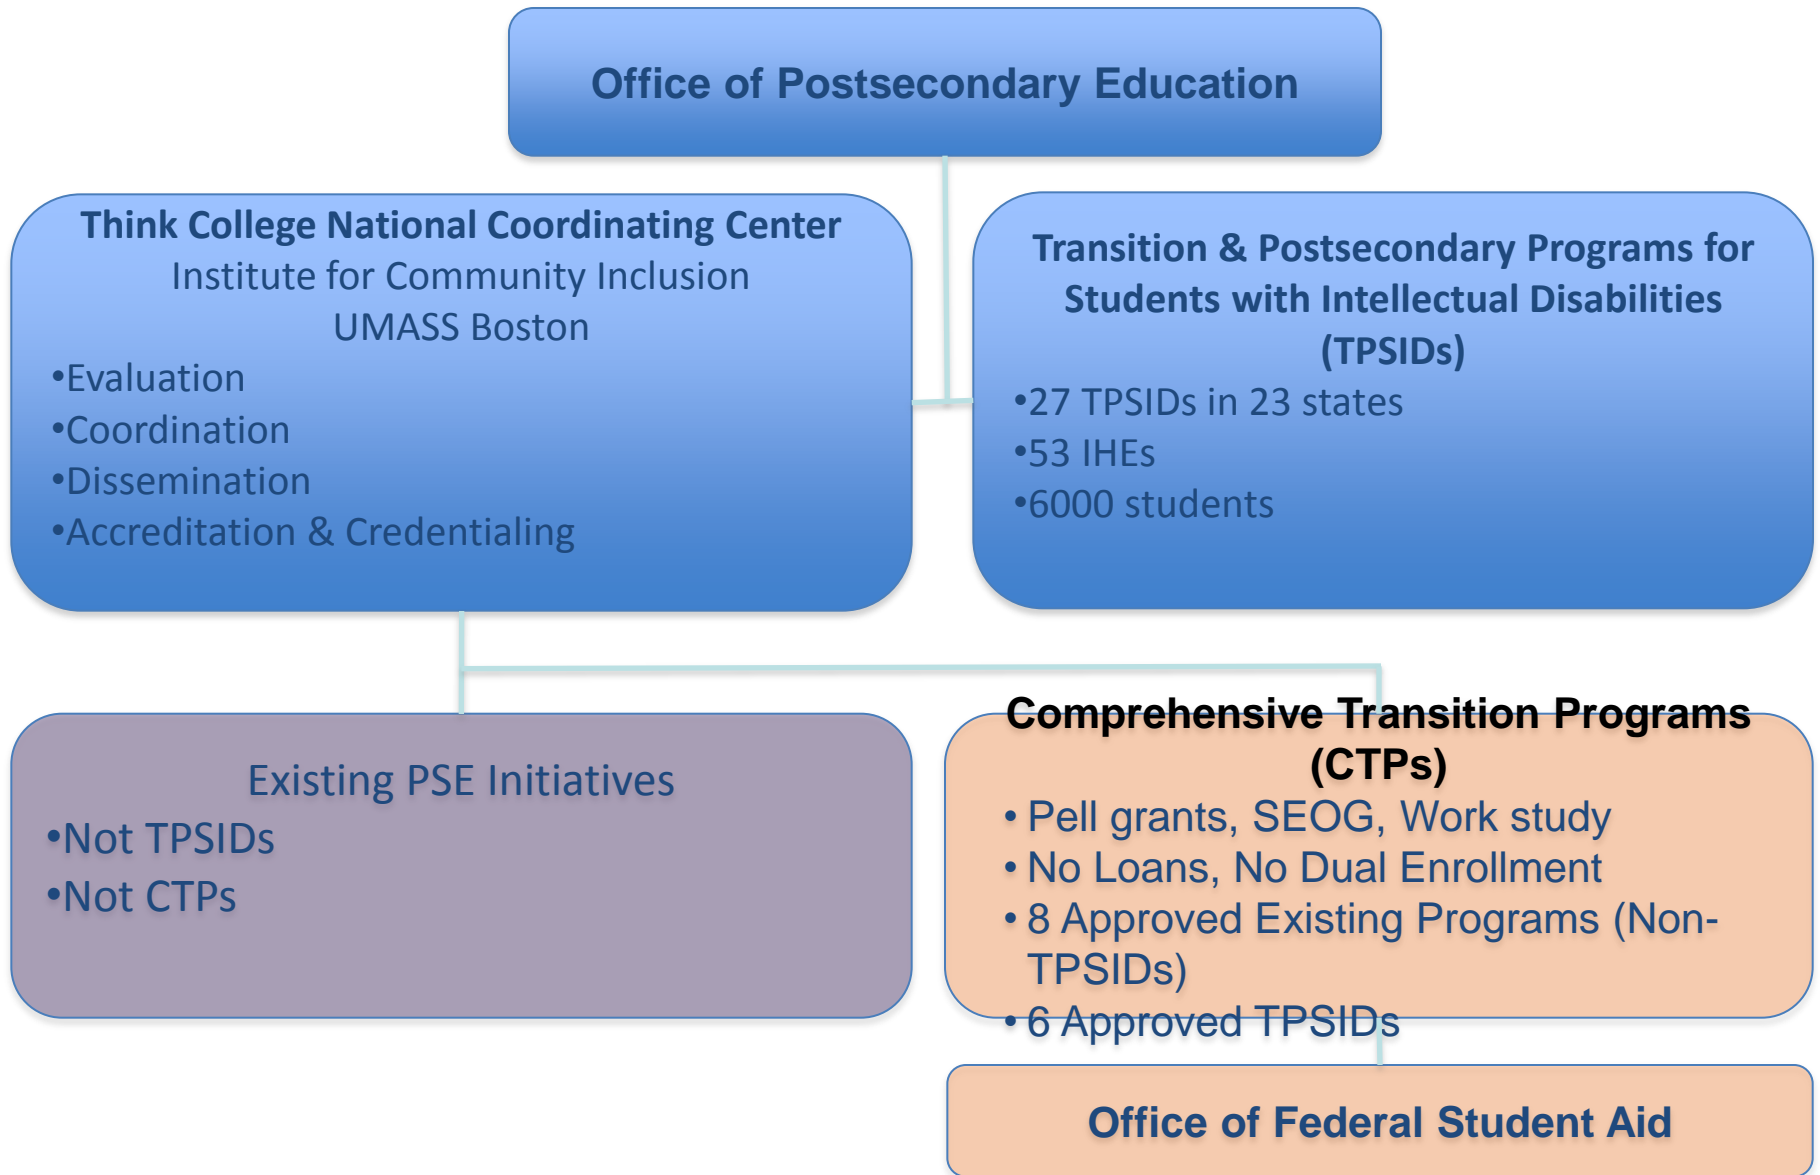 Office of Postsecondary Education
Think College National Coordinating Center
Institute for Community Inclusion
UMASS Boston
•Evaluation
•Coordination
•Dissemination
•Accreditation & Credentialing
Transition & Postsecondary Programs for
Students with Intellectual Disabilities
(TPSIDs)
•27 TPSIDs in 23 states
•53 IHEs
•6000 students
Existing PSE Initiatives
•Not TPSIDs
•Not CTPs
Comprehensive Transition Programs
(CTPs)
• Pell grants, SEOG, Work study
• No Loans, No Dual Enrollment
• 8 Approved Existing Programs (Non-
TPSIDs)
• 6 Approved TPSIDs
Office of Federal Student Aid